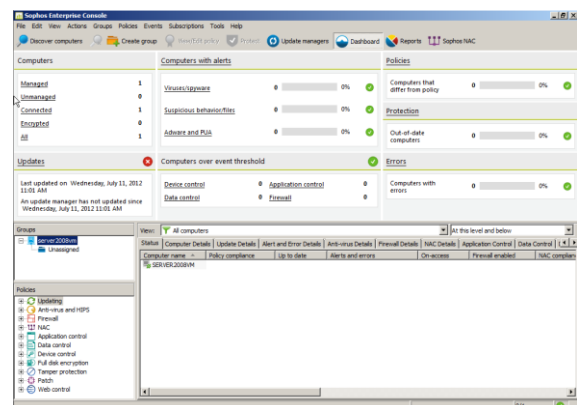 Sophos Enterprise Console
File Edit View Actions Groups Policies Events Subscriptions Tools Help
Discover computers Create group View/Edit policy Protect Update managers Dashboard Reports Sophos NAC
Computers
Managed 1
Unmanaged 0
Connected 1
Encrypted 0
All 1
Computers with alerts
Viruses/spyware 0 0%
Suspicious behavior/files 0 0%
Adware and PUA 0 0%
Policies
Computers that differ from policy 0 0%
Protection
Out-of-date computers 0 0%
Updates
Last updated on Wednesday, July 11, 2012
11:01 AM
An update manager has not updated since
Wednesday, July 11, 2012 11:01 AM
Computers over event threshold
Device control 0 Application control 0
Data control 0 Firewall 0
Errors
Computers with errors 0 0%
Groups
server2008vm
Unassigned
View: All computers At this level and below
Status Computer Details Update Details Alert and Error Details Anti-virus Details Firewall Details NAC Details Application Control Data Control
Computer name Policy compliance Up to date Alerts and errors On-access Firewall enabled NAC complian
SERVER2008VM
Policies
Updating
Anti-virus and HIPS
Firewall
NAC
Application control
Data control
Device control
Full disk encryption
Tamper protection
Patch
Web control